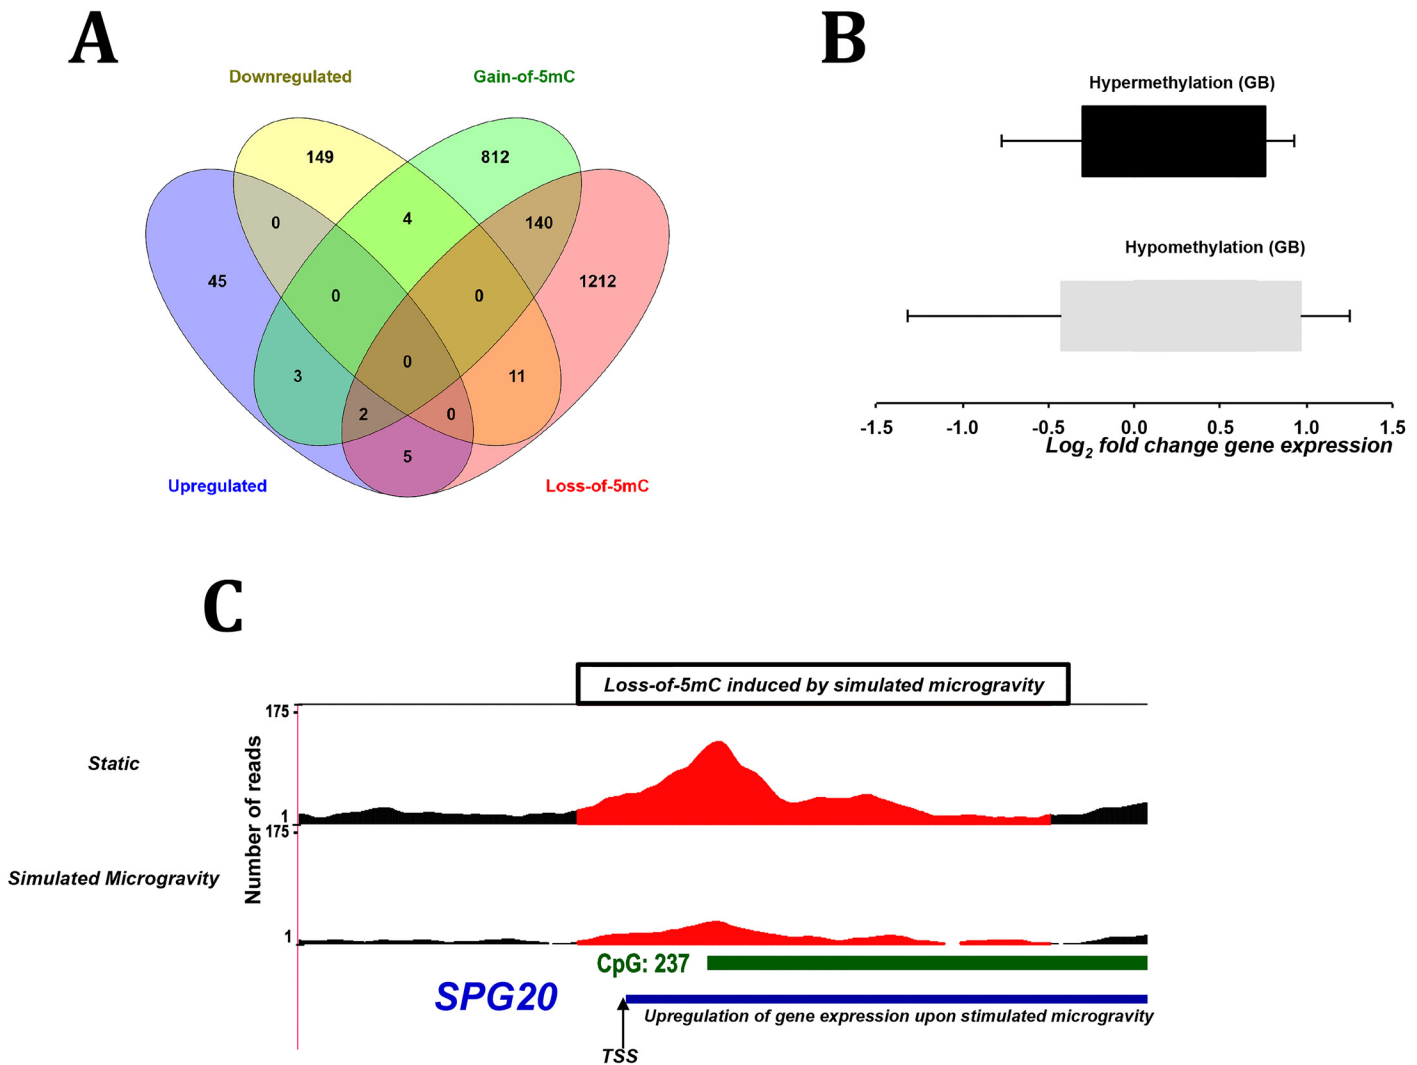 A
Downregulated
Gain-of-5mC
149
812
0
4
140
45
0
0
1212
0
3
11
2
0
5
Upregulated
Loss-of-5mC
B
Hypermethylation (GB)
Hypomethylation (GB)
-1.5 -1.0 -0.5 0.0 0.5 1.0 1.5
Log2 fold change gene expression
C
Loss-of-5mC induced by simulated microgravity
175
Static
Number of reads
1
175
Simulated Microgravity
1
CpG: 237
SPG20
Upregulation of gene expression upon stimulated microgravity
TSS